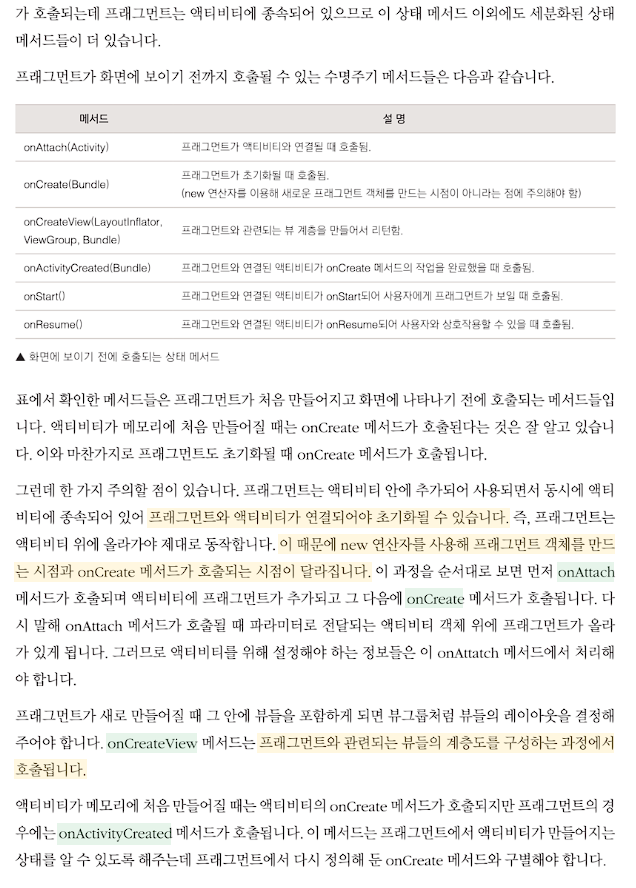 가 호출되는데 프래그먼트는 액티비티에 종속되어 있으므로 이 상태 메서드 이외에도 세분화된 상태
메서드들이 더 있습니다.
프래그먼트가 화면에 보이기 전까지 호출될 수 있는 수명주기 메서드들은 다음과 같습니다.
메서드 설 명
onAttach(Activity) 프래그먼트가 액티비티와 연결될 때 호출됨.
onCreate(Bundle) 프래그먼트가 초기화될 때 호출됨.
(new 연산자를 이용해 새로운 프래그먼트 객체를 만드는 시점이 아니라는 점에 주의해야 함)
onCreateView(LayoutInflator,
ViewGroup, Bundle) 프래그먼트와 관련되는 뷰 계층을 만들어서 리턴함.
onActivityCreated(Bundle) 프래그먼트와 연결된 액티비티가 onCreate 메서드의 작업을 완료했을 때 호출됨.
onStart() 프래그먼트와 연결된 액티비티가 onStart되어 사용자에게 프래그먼트가 보일 때 호출됨.
onResume() 프래그먼트와 연결된 액티비티가 onResume되어 사용자와 상호작용할 수 있을 때 호출됨.
▲ 화면에 보이기 전에 호출되는 상태 메서드
표에서 확인한 메서드들은 프래그먼트가 처음 만들어지고 화면에 나타나기 전에 호출되는 메서드들입
니다. 액티비티가 메모리에 처음 만들어질 때는 onCreate 메서드가 호출된다는 것은 잘 알고 있습니
다. 이와 마찬가지로 프래그먼트도 초기화될 때 onCreate 메서드가 호출됩니다.
그런데 한 가지 주의할 점이 있습니다. 프래그먼트는 액티비티 안에 추가되어 사용되면서 동시에 액티
비티에 종속되어 있어 프래그먼트와 액티비티가 연결되어야 초기화될 수 있습니다. 즉, 프래그먼트는
액티비티 위에 올라가야 제대로 동작합니다. 이 때문에 new 연산자를 사용해 프래그먼트 객체를 만드
는 시점과 onCreate 메서드가 호출되는 시점이 달라집니다. 이 과정을 순서대로 보면 먼저 onAttach
메서드가 호출되며 액티비티에 프래그먼트가 추가되고 그 다음에 onCreate 메서드가 호출됩니다. 다
시 말해 onAttach 메서드가 호출될 때 파라미터로 전달되는 액티비티 객체 위에 프래그먼트가 올라
가 있게 됩니다. 그러므로 액티비티를 위해 설정해야 하는 정보들은 이 onAttatch 메서드에서 처리해
야 합니다.
프래그먼트가 새로 만들어질 때 그 안에 뷰들을 포함하게 되면 뷰그룹처럼 뷰들의 레이아웃을 결정해
주어야 합니다. onCreateView 메서드는 프래그먼트와 관련되는 뷰들의 계층도를 구성하는 과정에서
호출됩니다.
액티비티가 메모리에 처음 만들어질 때는 액티비티의 onCreate 메서드가 호출되지만 프래그먼트의 경
우에는 onActivityCreated 메서드가 호출됩니다. 이 메서드는 프래그먼트에서 액티비티가 만들어지는
상태를 알 수 있도록 해주는데 프래그먼트에서 다시 정의해 둔 onCreate 메서드와 구별해야 합니다.